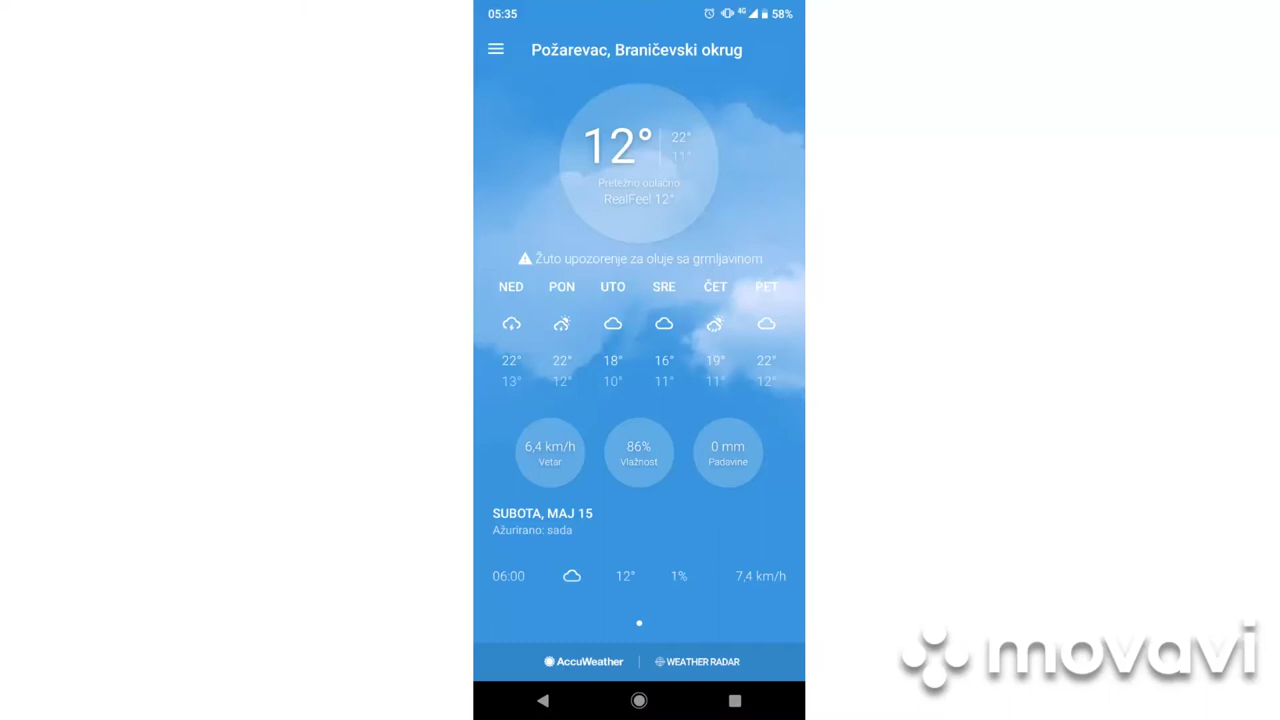 05:35 4G 58%
Požarevac, Braničevski okrug
12° 22°
11°
Pretežno oblačno
RealFeel 12°
Žuto upozorenje za oluje sa grmljavinom
NED PON UTO SRE ČET PET
22° 22° 18° 16° 19° 22°
13° 12° 10° 11° 11° 12°
6,4 km/h 86% 0 mm
Vetar Vlažnost Padavine
SUBOTA, MAJ 15
Ažurirano: sada
06:00 12° 1% 7,4 km/h
AccuWeather WEATHER RADAR
movavi